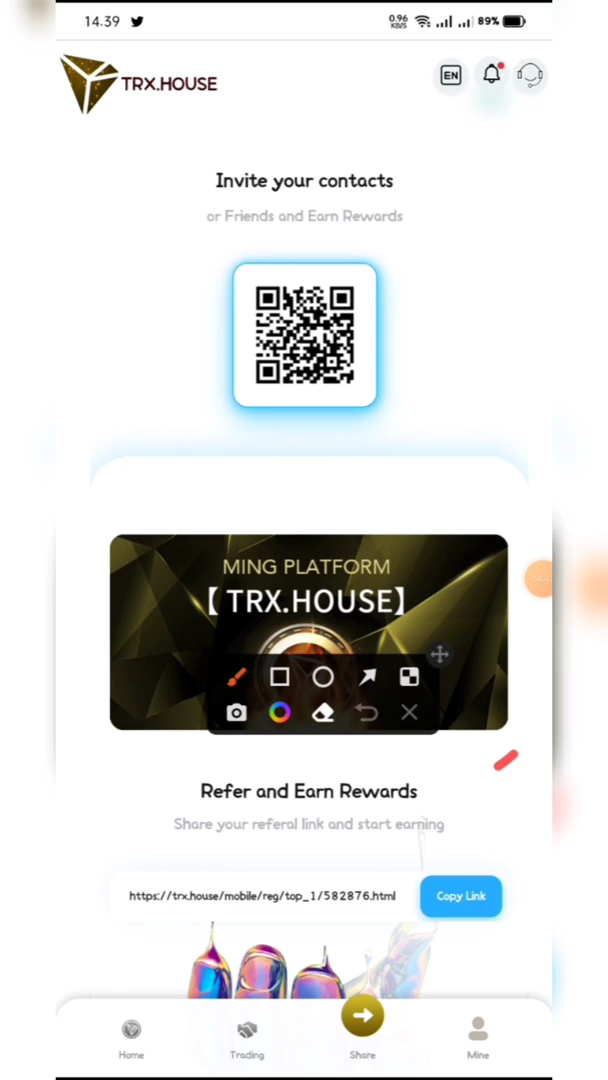 14.39
0.96
KB/S
89%
TRX.HOUSE
EN
Invite your contacts
or Friends and Earn Rewards
MING PLATFORM
【 TRX.HOUSE】
Refer and Earn Rewards
Share your referal link and start earning
https://trx.house/mobile/reg/top_1/582876.html
Copy Link
Home
Trading
Share
Mine